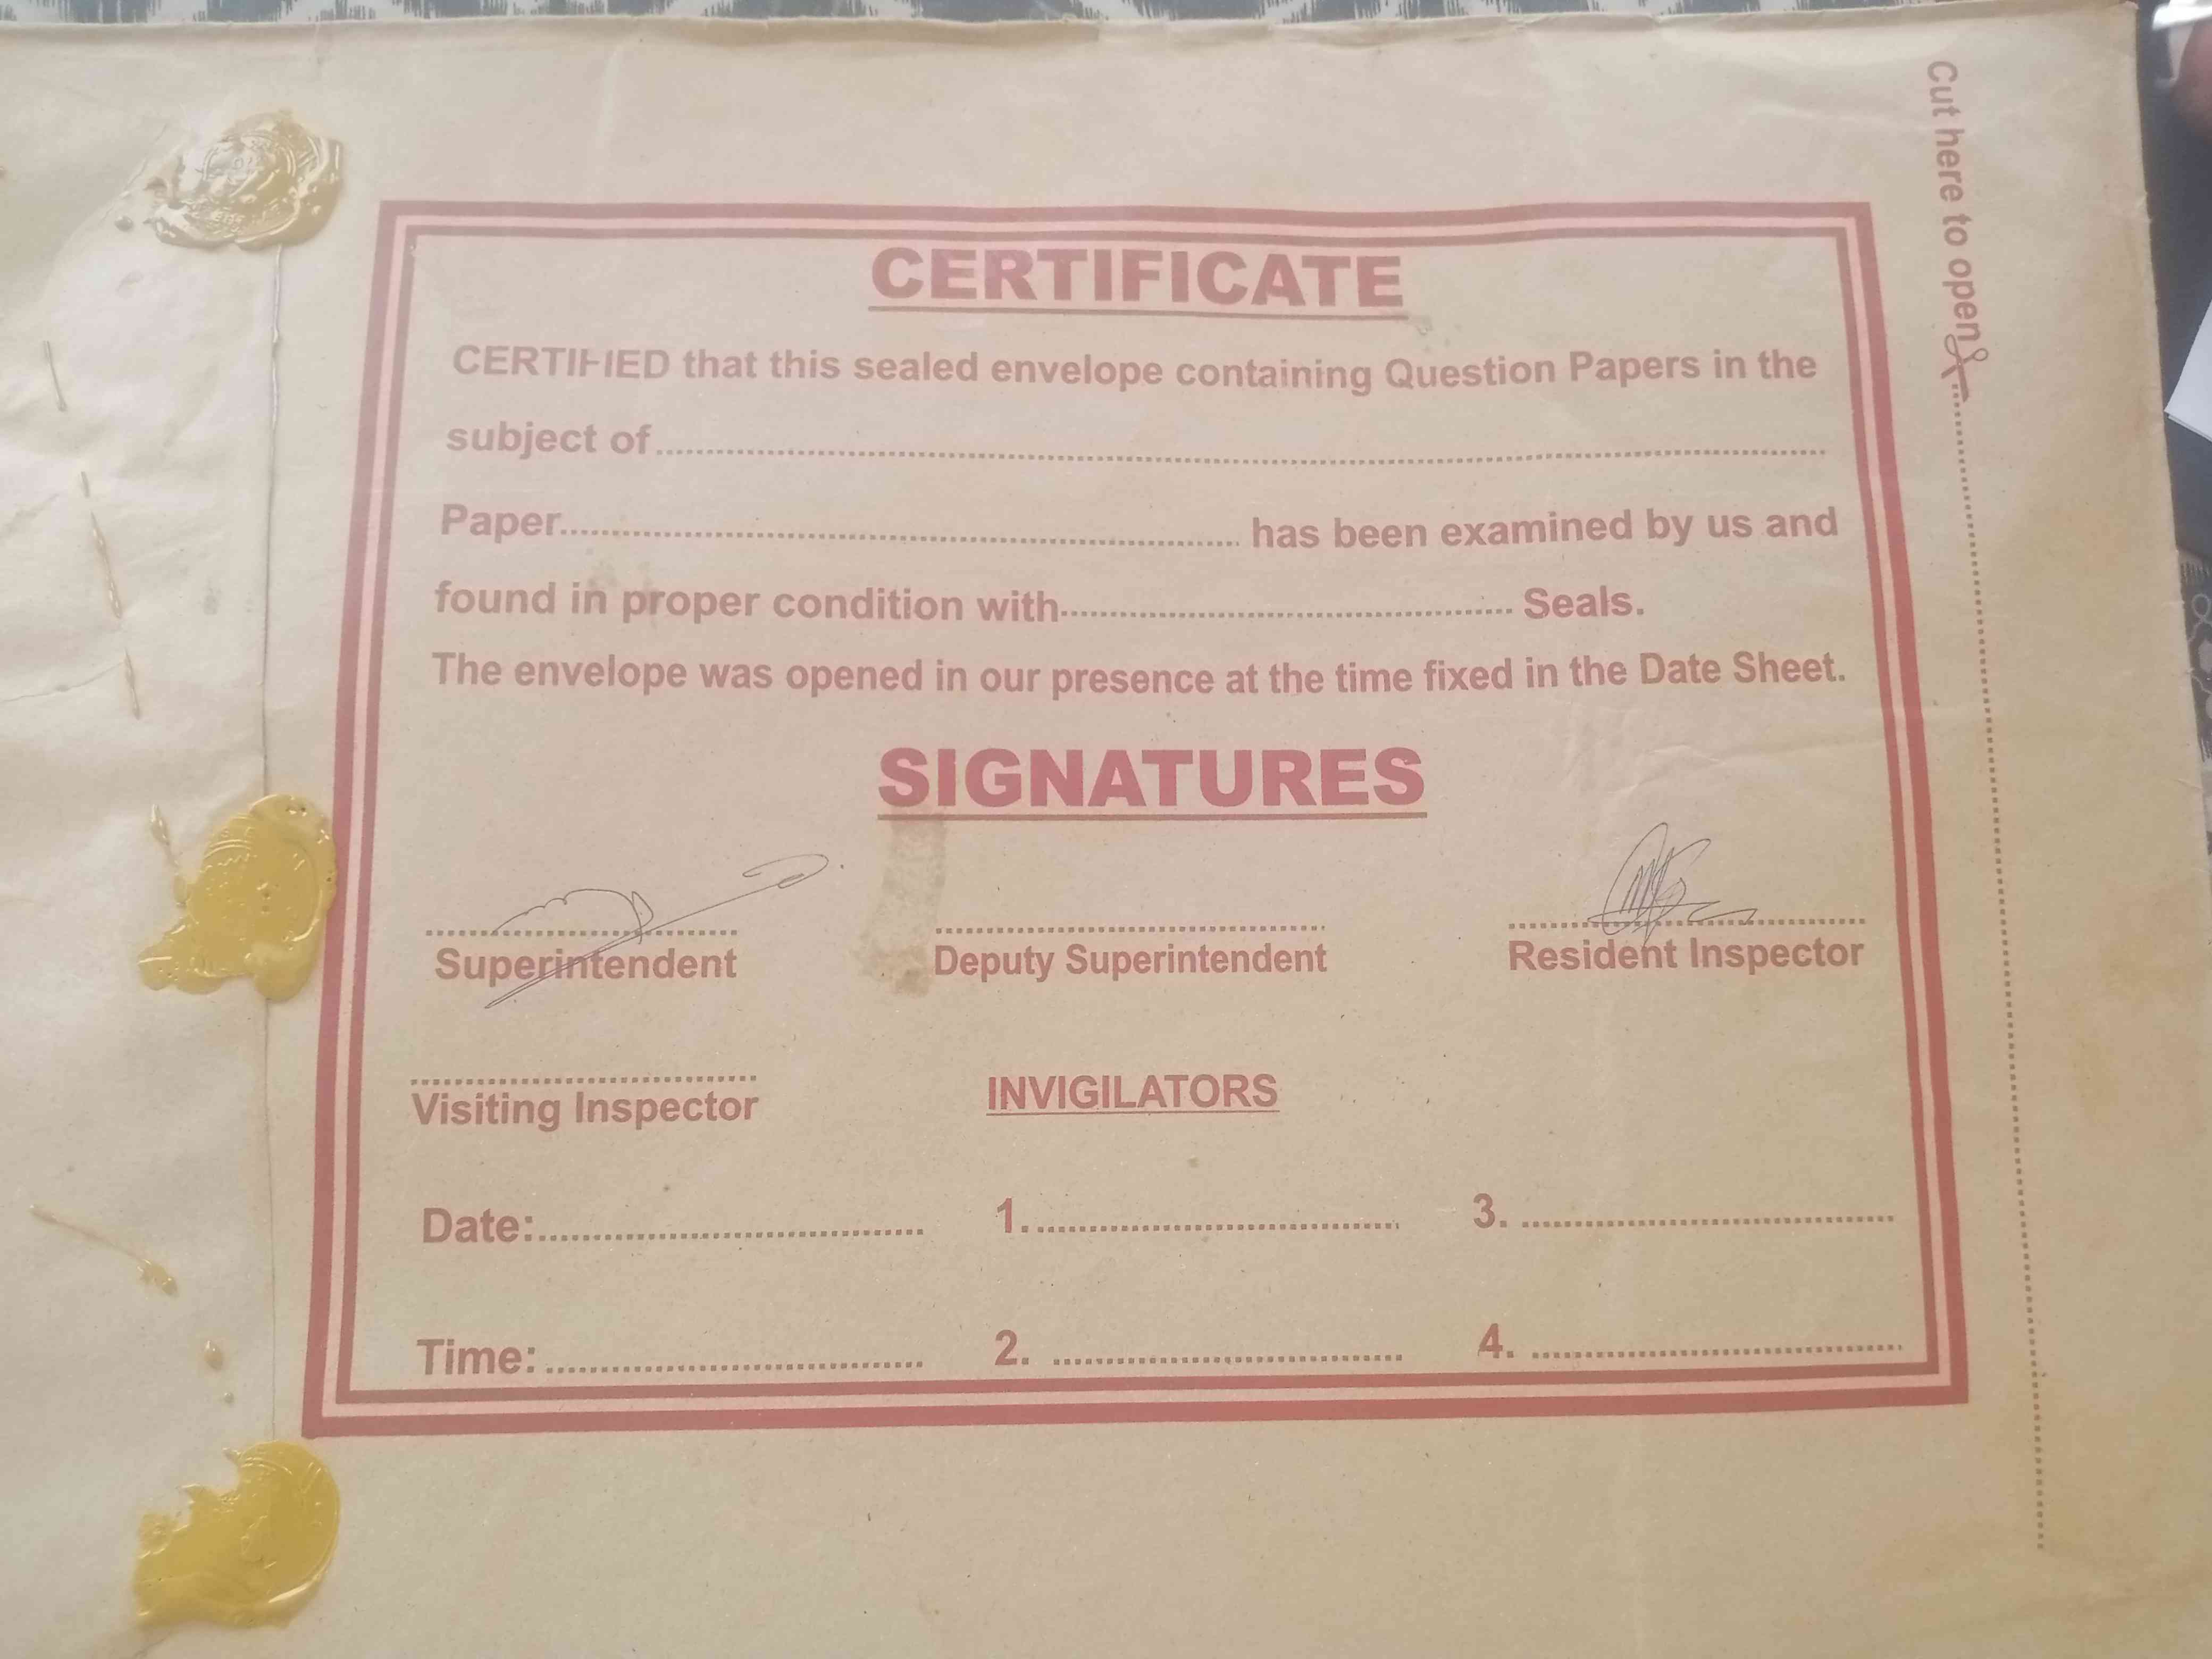 Cut here to open
CERTIFICATE
CERTIFIED that this sealed envelope containing Question Papers in the
subject of
Paper has been examined by us and
found in proper condition with Seals.
The envelope was opened in our presence at the time fixed in the Date Sheet.
SIGNATURES
Superintendent Deputy Superintendent Resident Inspector
Visiting Inspector INVIGILATORS
Date: 1. 3.
Time: 2. 4.